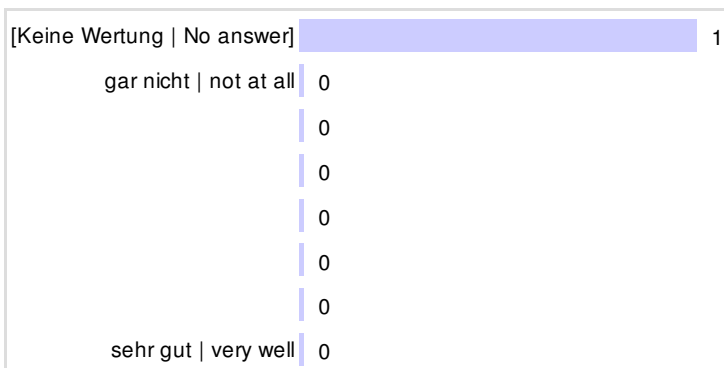 [Keine Wertung | No answer] 1
gar nicht | not at all 0
0
0
0
0
0
sehr gut | very well 0